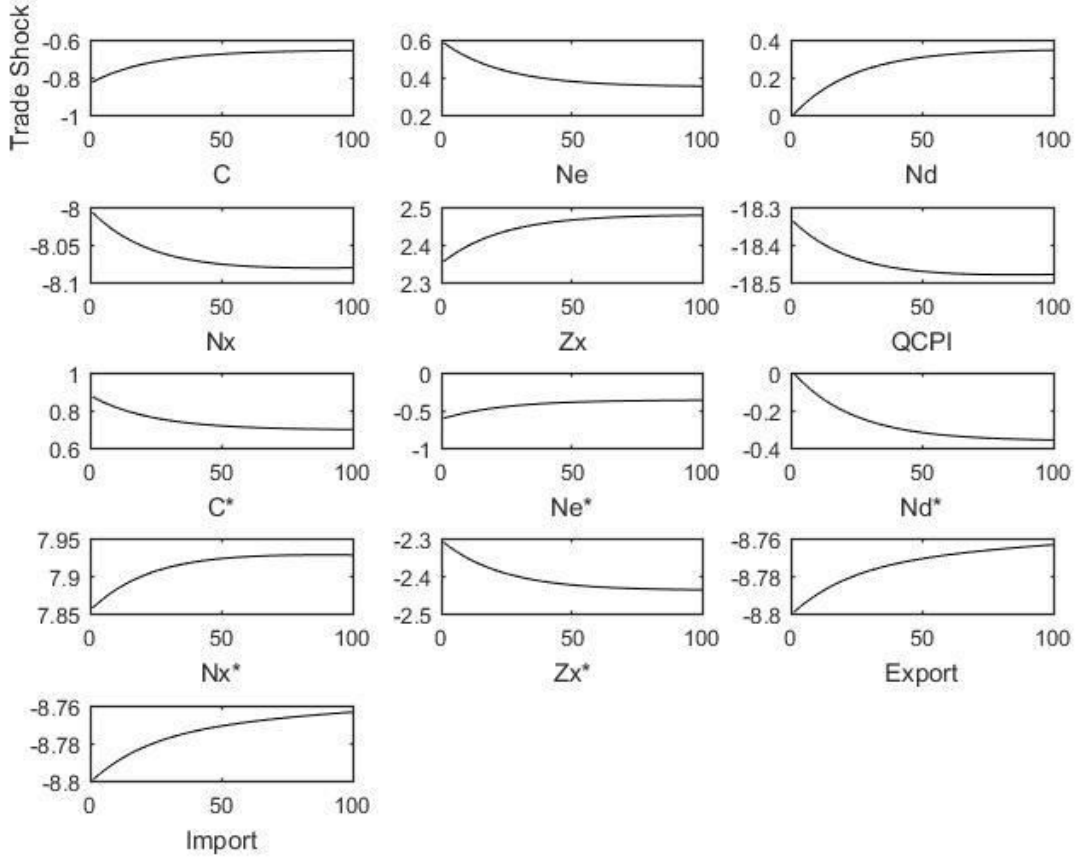 Trade Shock
-0.6
-0.8
-1
0 50 100
C
0.6
0.4
0.2
0 50 100
Ne
0.4
0.2
0
0 50 100
Nd
-8
-8.05
-8.1
0 50 100
Nx
2.5
2.4
2.3
0 50 100
Zx
-18.3
-18.4
-18.5
0 50 100
QCPI
1
0.8
0.6
0 50 100
C*
0
-0.5
-1
0 50 100
Ne*
0
-0.2
-0.4
0 50 100
Nd*
7.95
7.9
7.85
0 50 100
Nx*
-2.3
-2.4
-2.5
0 50 100
Zx*
-8.76
-8.78
-8.8
0 50 100
Export
-8.76
-8.78
-8.8
0 50 100
Import